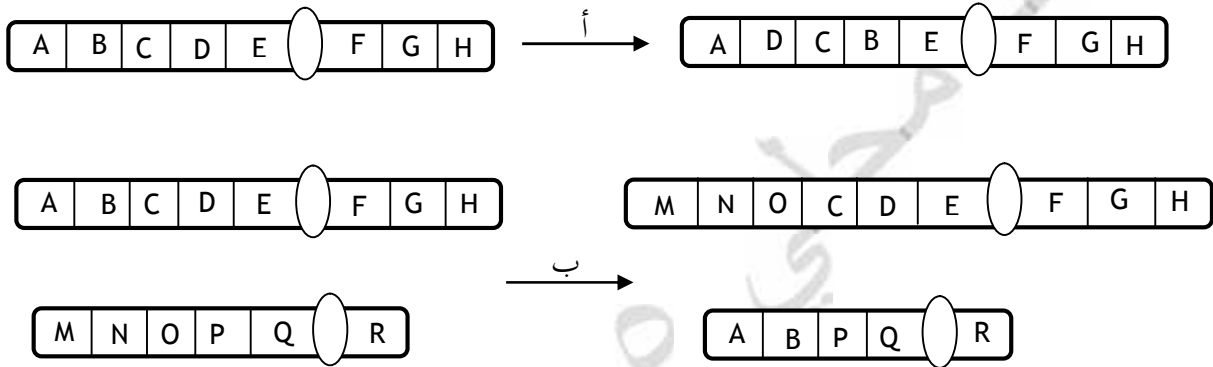 A B C D E F G H أ A D C B E F G H
A B C D E F G H M N O C D E F G H
ب
M N O P Q R A B P Q R